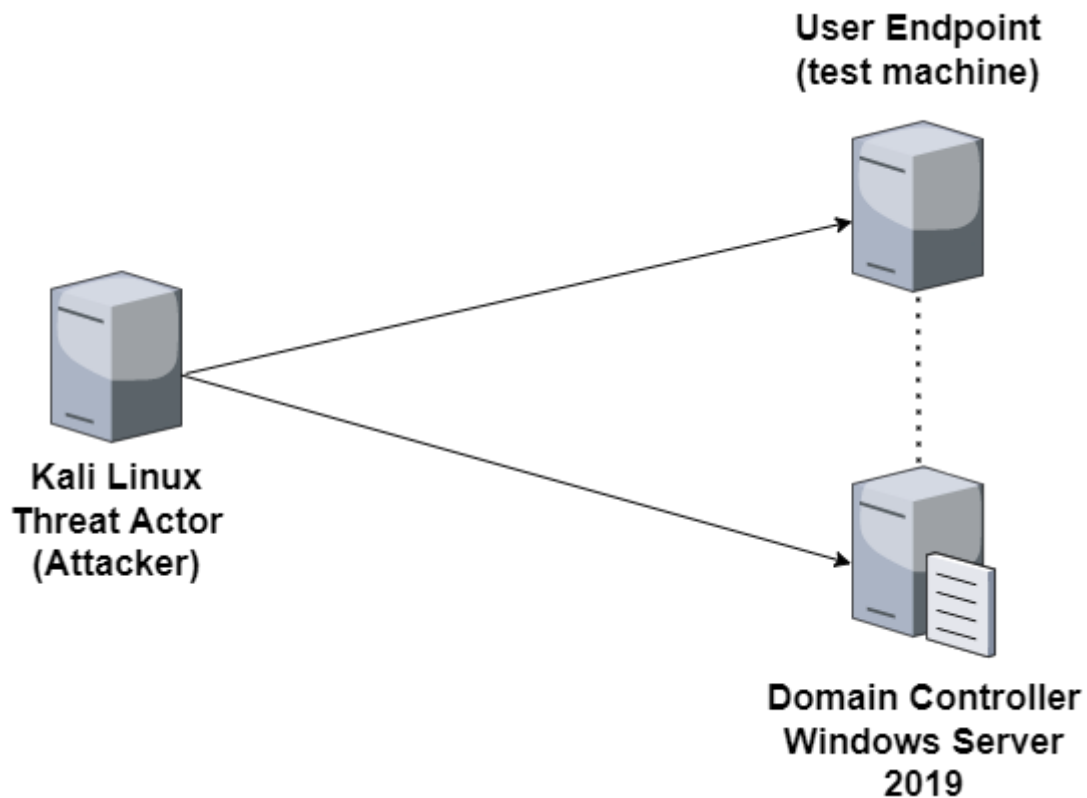 User Endpoint
(test machine)
Kali Linux
Threat Actor
(Attacker)
Domain Controller
Windows Server
2019